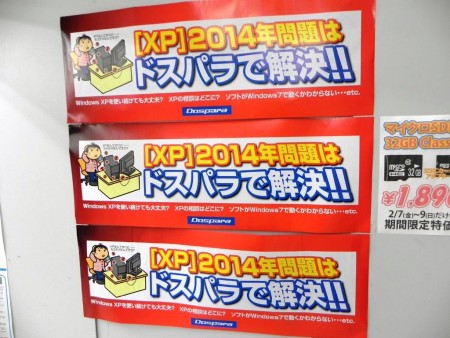 [XP]2014年問題は
ドスパラで解決!!
Windows XPを使い続けても大丈夫? XPの相談はどこに? ソフトがWindows7で動くかわからない…etc.
Dospara
[XP]2014年問題は
ドスパラで解決!!
Windows XPを使い続けても大丈夫? XPの相談はどこに? ソフトがWindows7で動くかわからない…etc.
Dospara
[XP]2014年問題は
ドスパラで解決!!
Windows XPを使い続けても大丈夫? XPの相談はどこに? ソフトがWindows7で動くかわからない…etc.
Dospara
マイクロSD
32GB Class
¥1,890
2/7(金)~9(日)だけ
期間限定特価